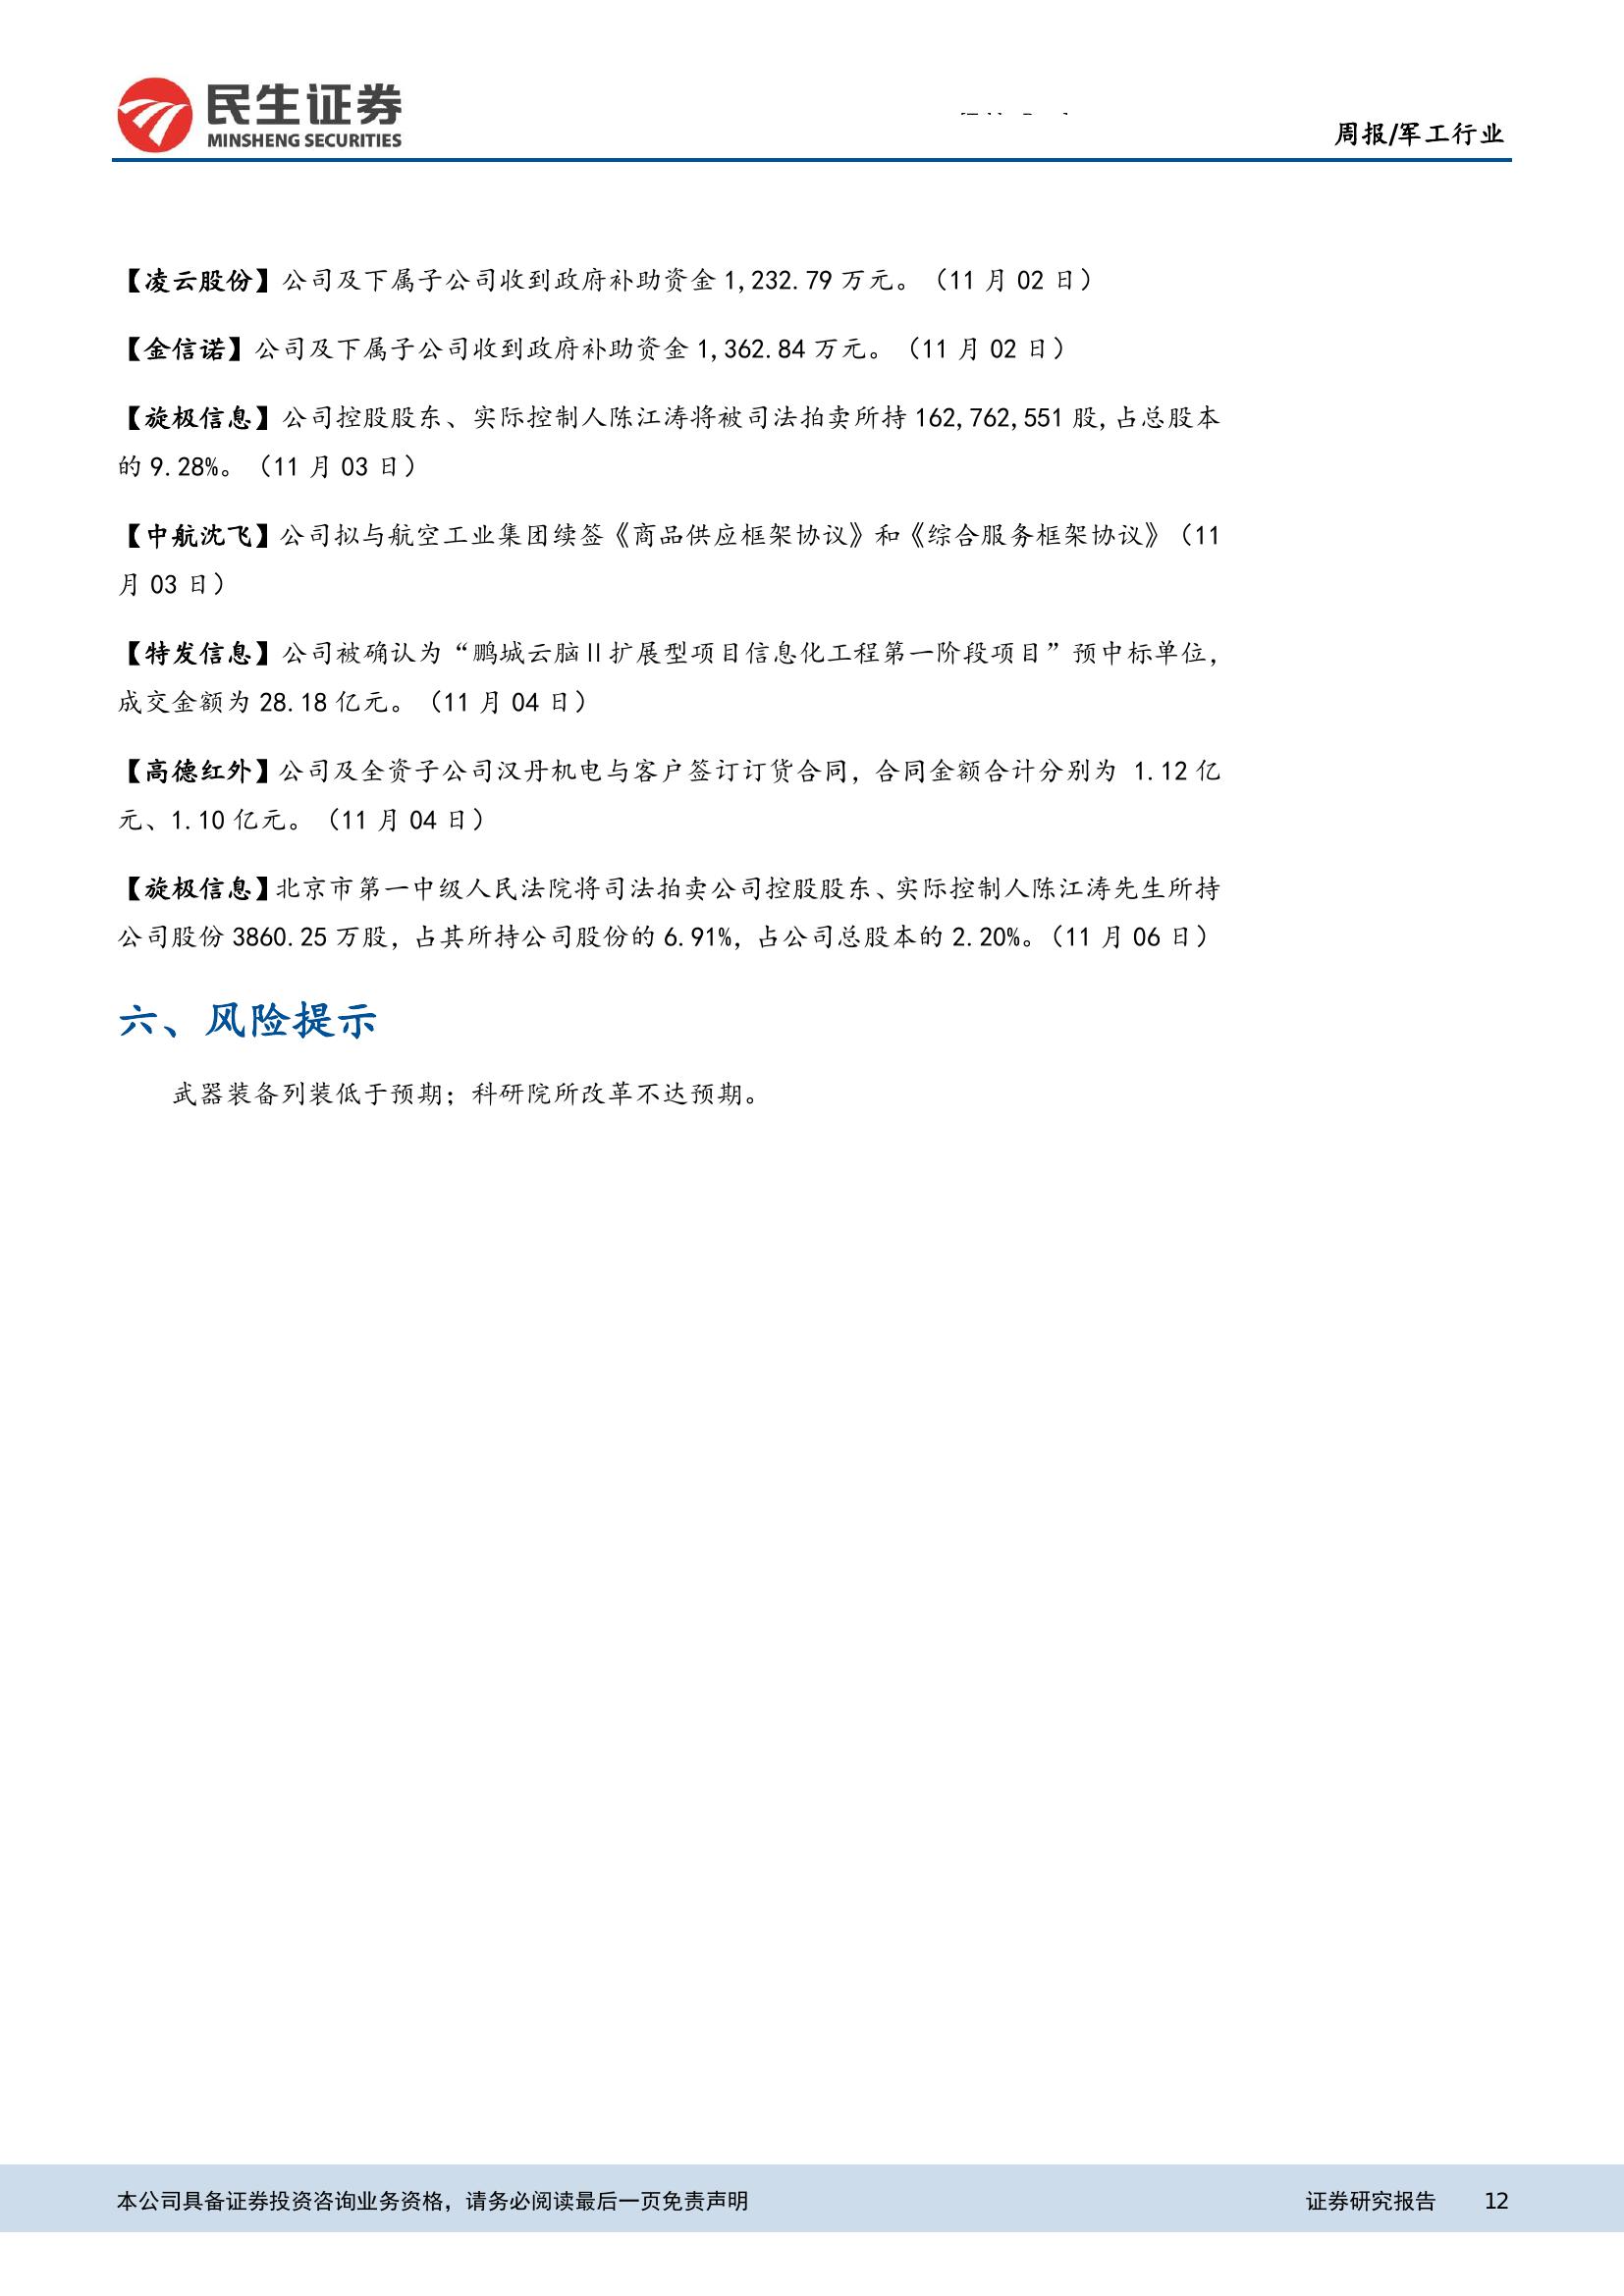 民生证券
MINSHENG SECURITIES
周报/军工行业
【凌云股份】公司及下属子公司收到政府补助资金 1,232.79 万元。（11 月 02 日）
【金信诺】公司及下属子公司收到政府补助资金 1,362.84 万元。（11 月 02 日）
【旋极信息】公司控股股东、实际控制人陈江涛将被司法拍卖所持 162,762,551 股,占总股本
的 9.28%。（11 月 03 日）
【中航沈飞】公司拟与航空工业集团续签《商品供应框架协议》和《综合服务框架协议》（11
月 03 日）
【特发信息】公司被确认为“鹏城云脑Ⅱ扩展型项目信息化工程第一阶段项目”预中标单位，
成交金额为 28.18 亿元。（11 月 04 日）
【高德红外】公司及全资子公司汉丹机电与客户签订订货合同，合同金额合计分别为 1.12 亿
元、1.10 亿元。（11 月 04 日）
【旋极信息】北京市第一中级人民法院将司法拍卖公司控股股东、实际控制人陈江涛先生所持
公司股份 3860.25 万股，占其所持公司股份的 6.91%，占公司总股本的 2.20%。（11 月 06 日）
六、风险提示
武器装备列装低于预期；科研院所改革不达预期。
本公司具备证券投资咨询业务资格，请务必阅读最后一页免责声明
证券研究报告 12